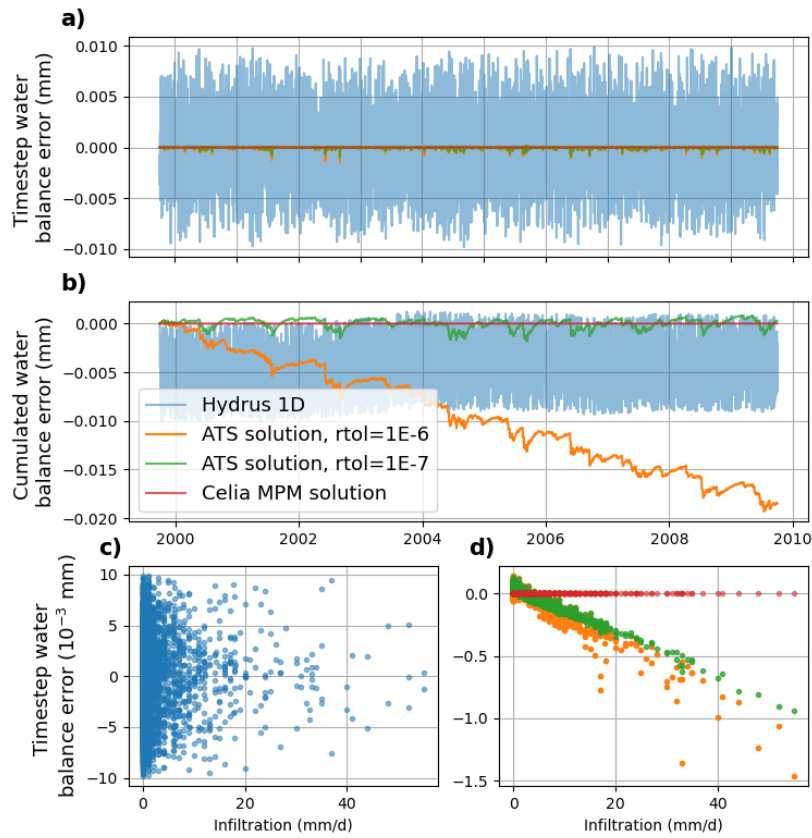 a)
Timestep water
balance error (mm)
0.010
0.005
0.000
−0.005
−0.010
b)
Cumulated water
balance error (mm)
0.000
−0.005
−0.010
−0.015
−0.020
Hydrus 1D
ATS solution, rtol=1E-6
ATS solution, rtol=1E-7
Celia MPM solution
2000 2002 2004 2006 2008 2010
c)
Timestep water
balance error (10⁻³ mm)
10
5
0
−5
−10
0 20 40
Infiltration (mm/d)
d)
0.0
−0.5
−1.0
−1.5
0 20 40
Infiltration (mm/d)